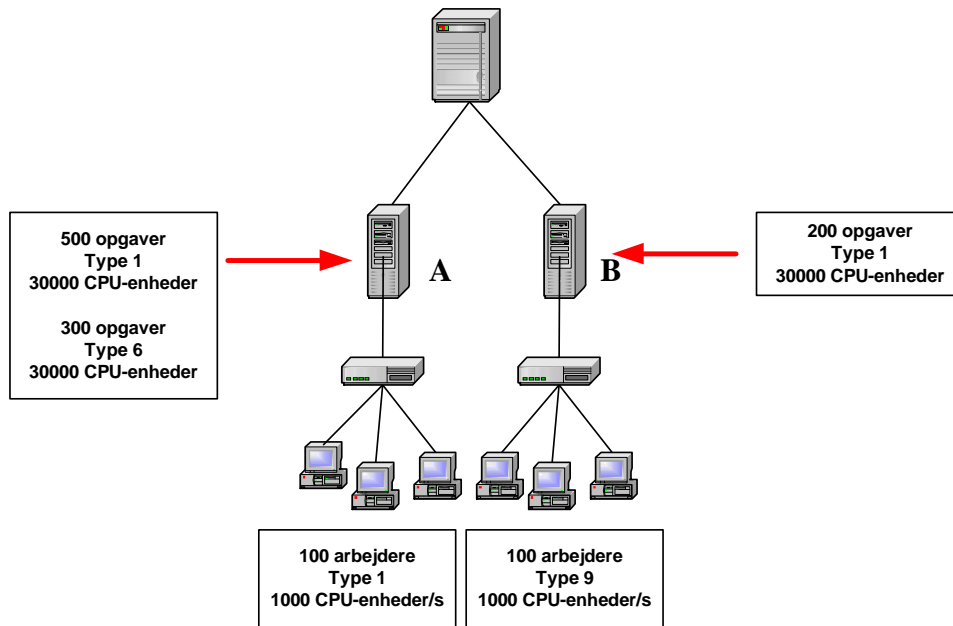 500 opgaver
Type 1
30000 CPU-enheder
300 opgaver
Type 6
30000 CPU-enheder
A
B
200 opgaver
Type 1
30000 CPU-enheder
100 arbejdere
Type 1
1000 CPU-enheder/s
100 arbejdere
Type 9
1000 CPU-enheder/s